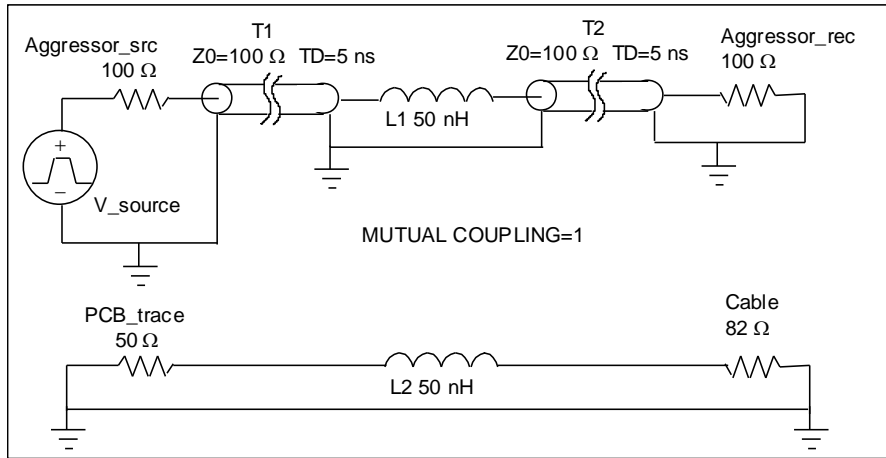 T1
T2
Aggressor_src
100 Ω
Z0=100 Ω TD=5 ns
Z0=100 Ω TD=5 ns
Aggressor_rec
100 Ω
L1 50 nH
+
−
V_source
MUTUAL COUPLING=1
PCB_trace
50 Ω
L2 50 nH
Cable
82 Ω